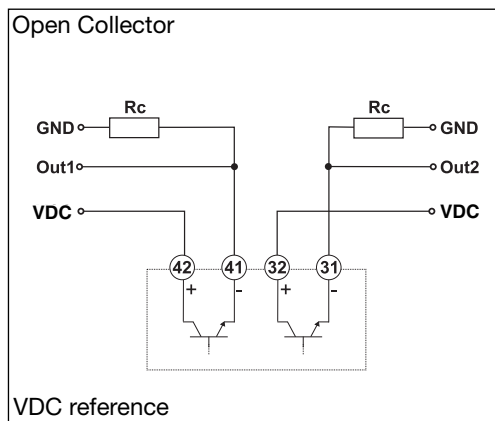 Open Collector
Rc Rc
GND GND
Out1 Out2
VDC VDC
42 41 32 31
+ - + -
VDC reference